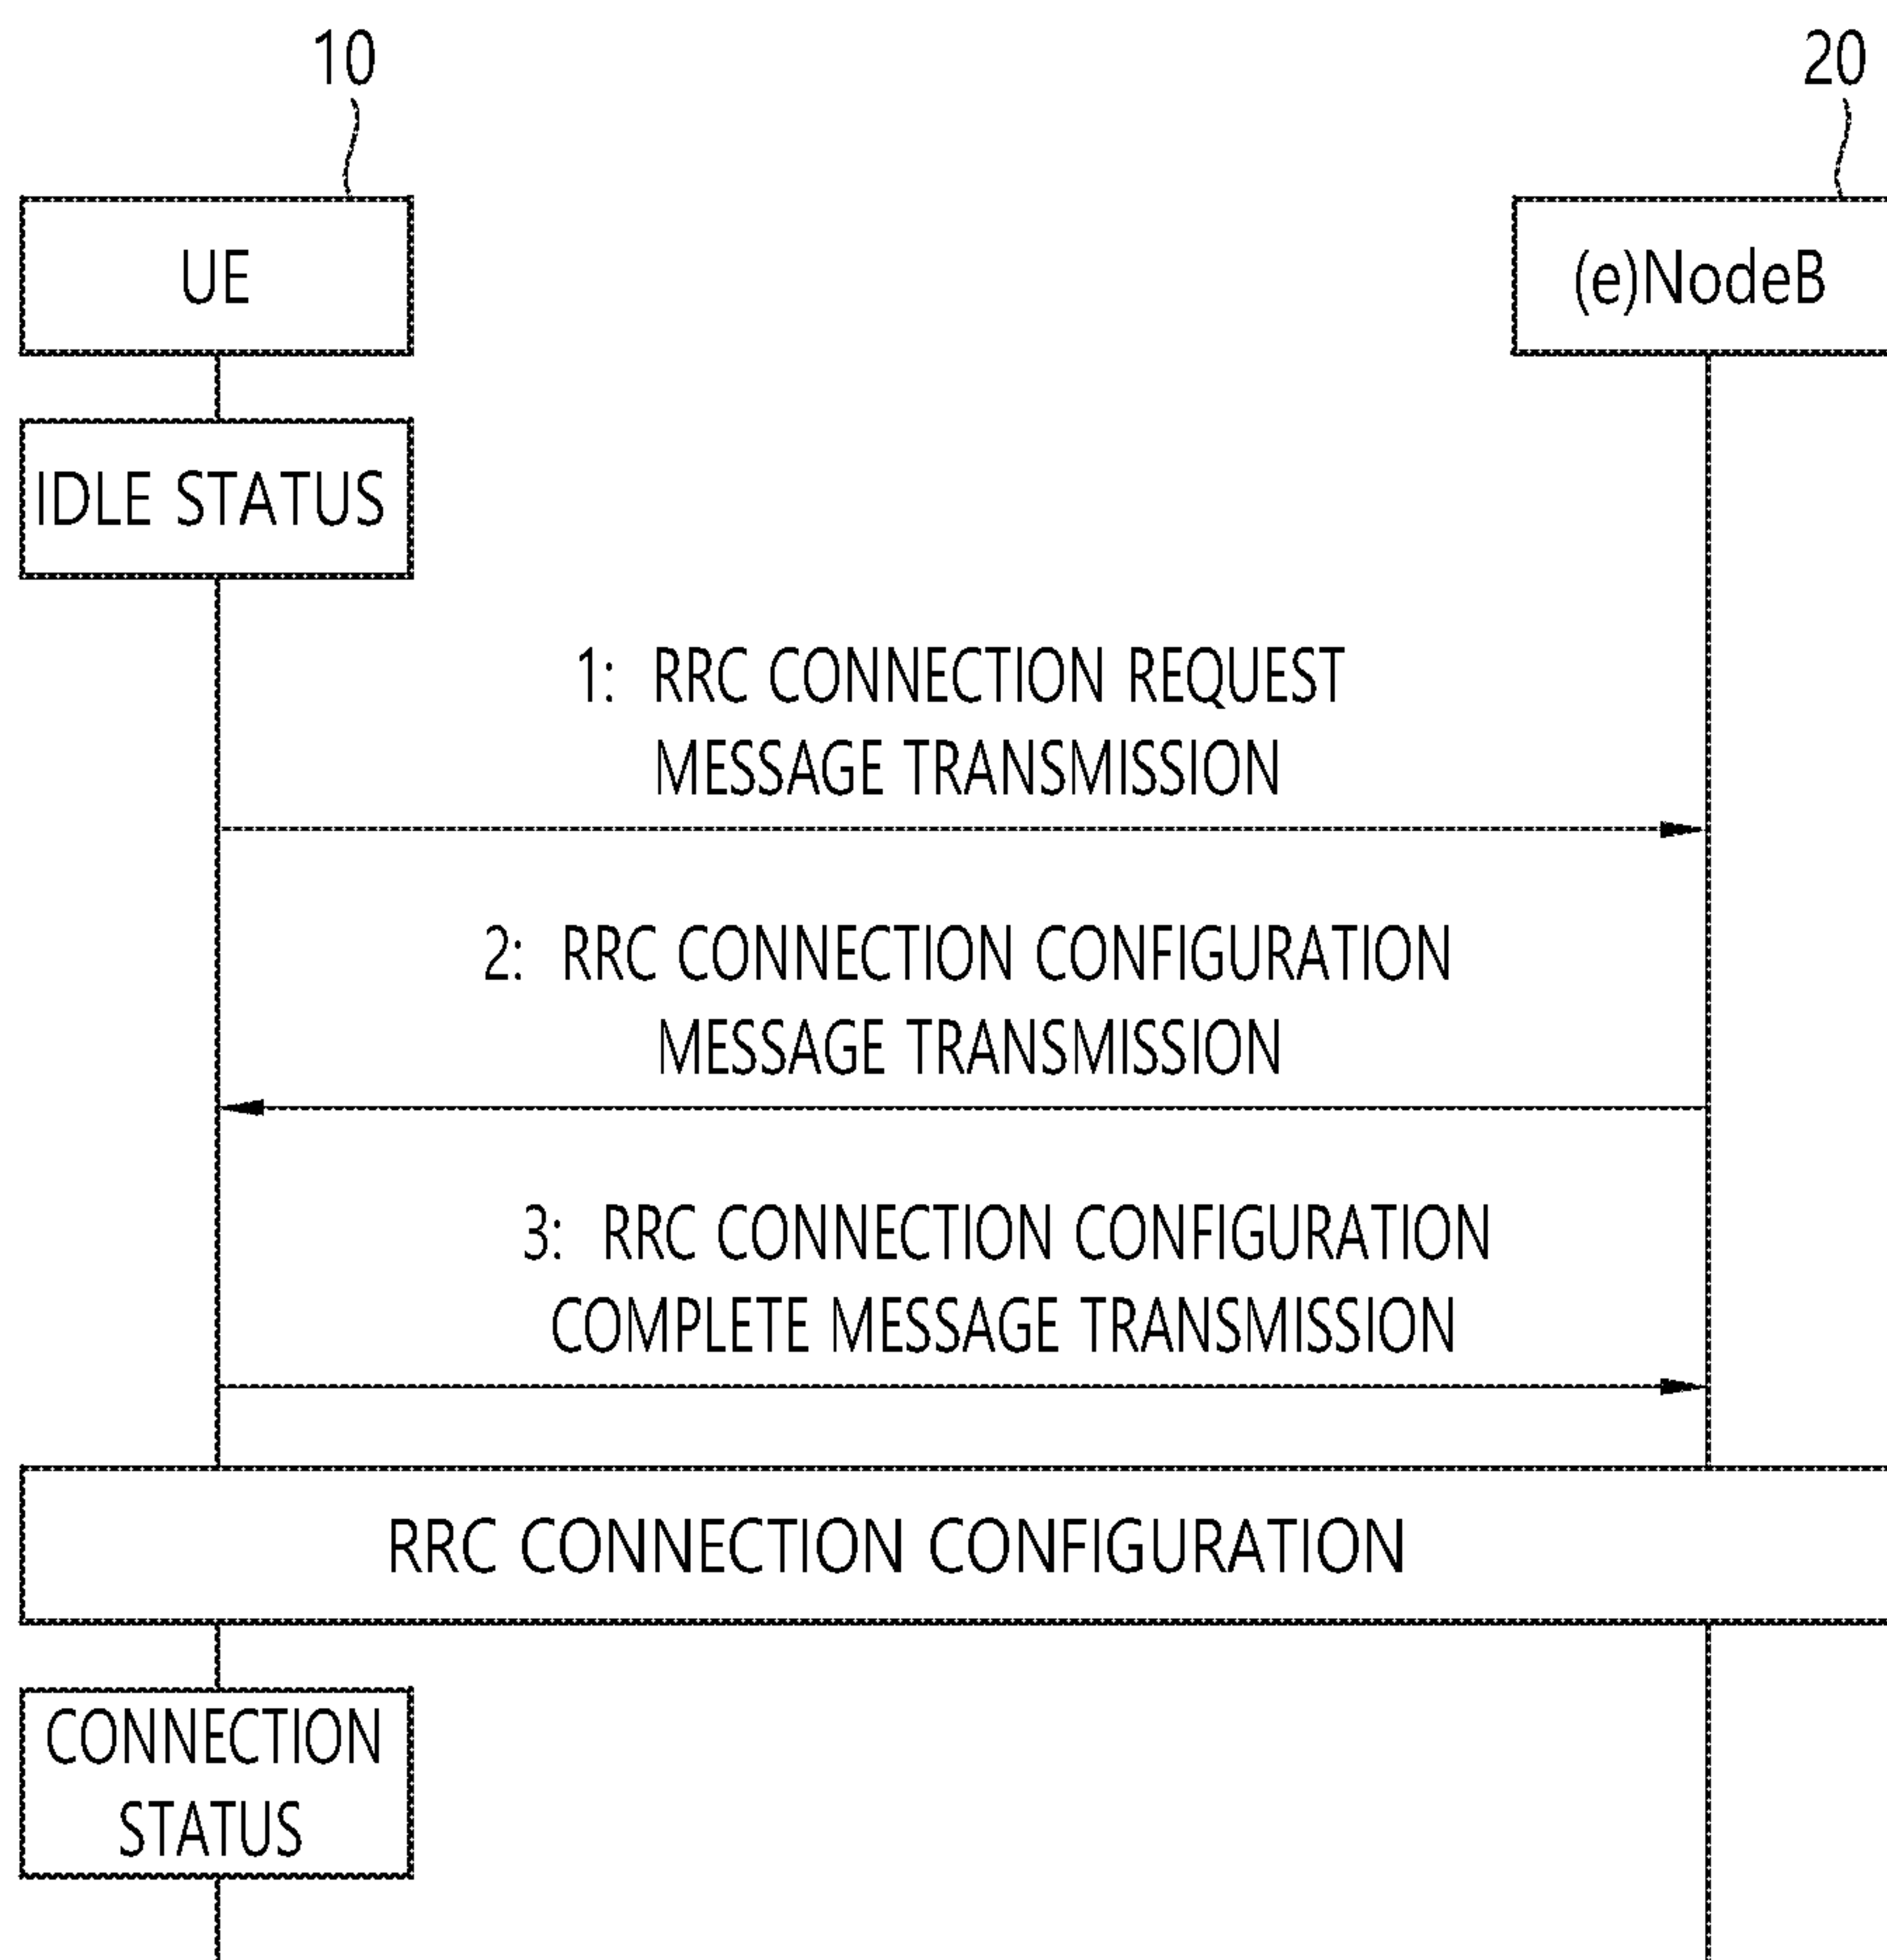 10
20
UE
(e)NodeB
IDLE STATUS
1: RRC CONNECTION REQUEST
MESSAGE TRANSMISSION
2: RRC CONNECTION CONFIGURATION
MESSAGE TRANSMISSION
3: RRC CONNECTION CONFIGURATION
COMPLETE MESSAGE TRANSMISSION
RRC CONNECTION CONFIGURATION
CONNECTION
STATUS